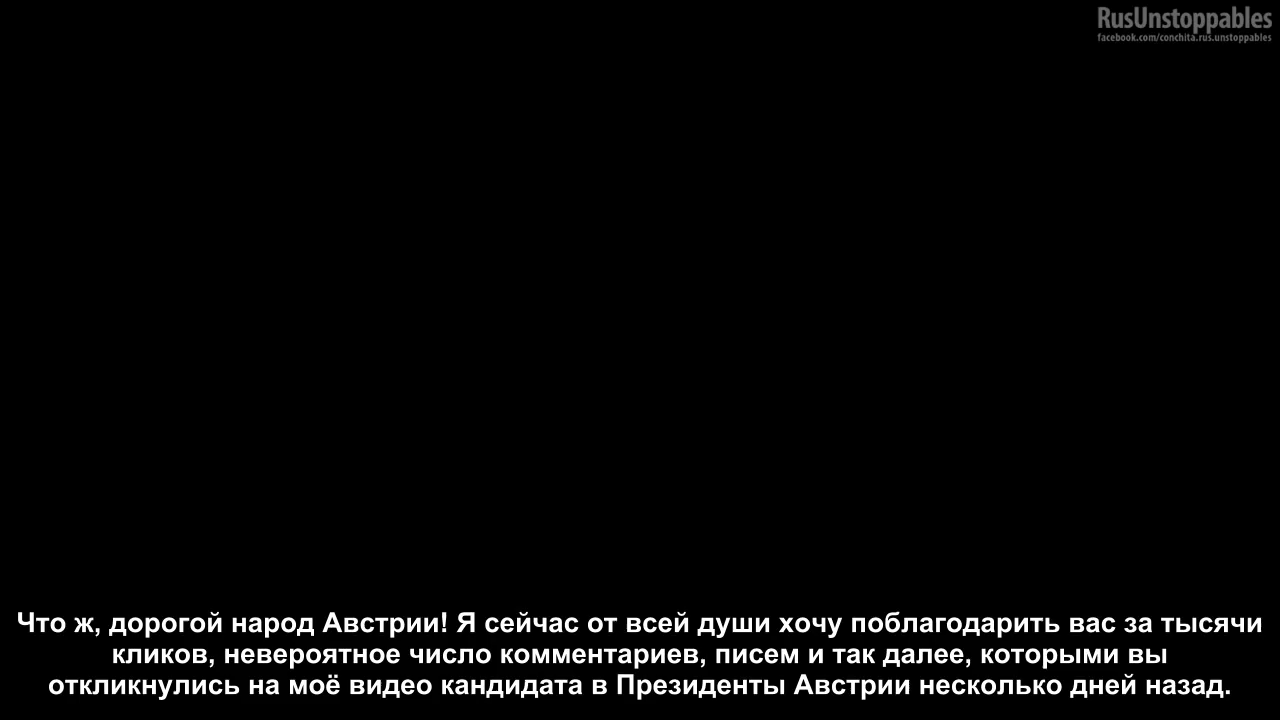 RusUnstoppables
facebook.com/conchita.rus.unstoppables
Что ж, дорогой народ Австрии! Я сейчас от всей души хочу поблагодарить вас за тысячи
кликов, невероятное число комментариев, писем и так далее, которыми вы
откликнулись на моё видео кандидата в Президенты Австрии несколько дней назад.